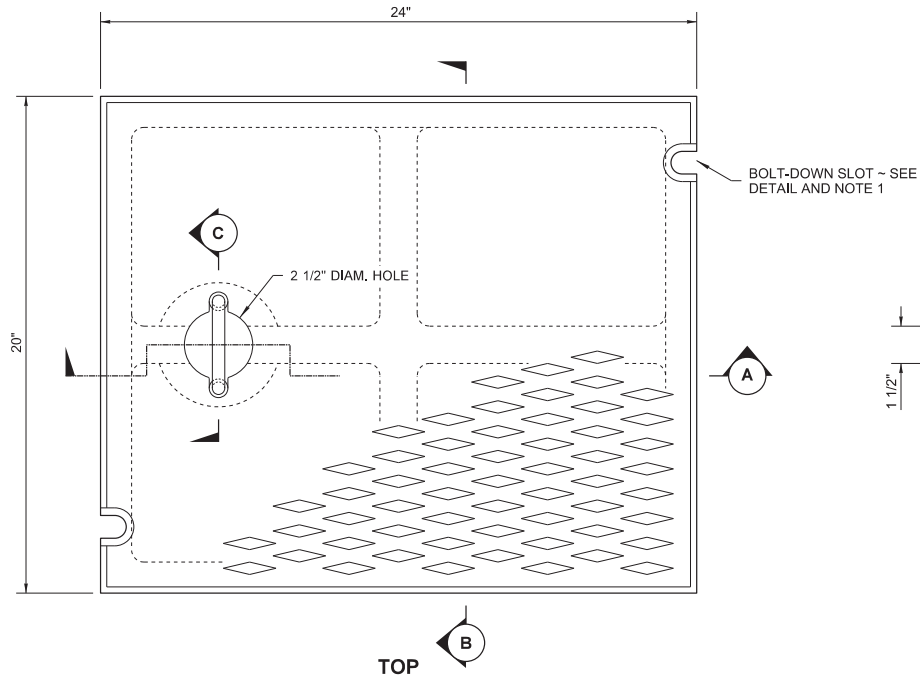 24"
BOLT-DOWN SLOT ~ SEE
DETAIL AND NOTE 1
C
2 1/2" DIAM. HOLE
20"
A
1 1/2"
B
TOP